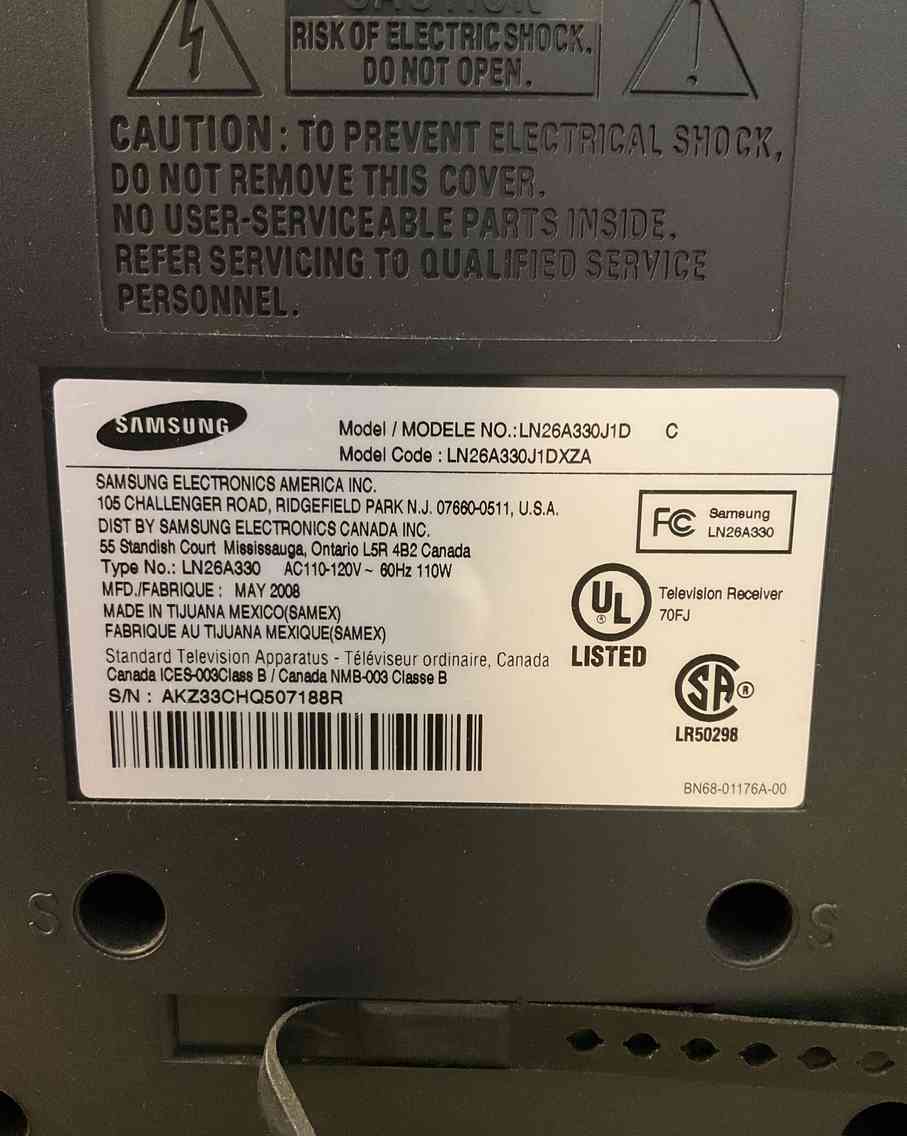 CAUTION
RISK OF ELECTRIC SHOCK.
DO NOT OPEN.
CAUTION : TO PREVENT ELECTRICAL SHOCK,
DO NOT REMOVE THIS COVER.
NO USER-SERVICEABLE PARTS INSIDE.
REFER SERVICING TO QUALIFIED SERVICE
PERSONNEL.
SAMSUNG
Model / MODELE NO.:LN26A330J1D C
Model Code : LN26A330J1DXZA
SAMSUNG ELECTRONICS AMERICA INC.
105 CHALLENGER ROAD, RIDGEFIELD PARK N.J. 07660-0511, U.S.A.
DIST BY SAMSUNG ELECTRONICS CANADA INC.
55 Standish Court Mississauga, Ontario L5R 4B2 Canada
Type No.: LN26A330 AC110-120V ~ 60Hz 110W
MFD./FABRIQUE : MAY 2008
MADE IN TIJUANA MEXICO(SAMEX)
FABRIQUE AU TIJUANA MEXIQUE(SAMEX)
Standard Television Apparatus - Téléviseur ordinaire, Canada
Canada ICES-003Class B / Canada NMB-003 Classe B
S/N : AKZ33CHQ507188R
FC Samsung
LN26A330
UL ® Television Receiver
70FJ
LISTED
SA ®
LR50298
BN68-01176A-00
S S